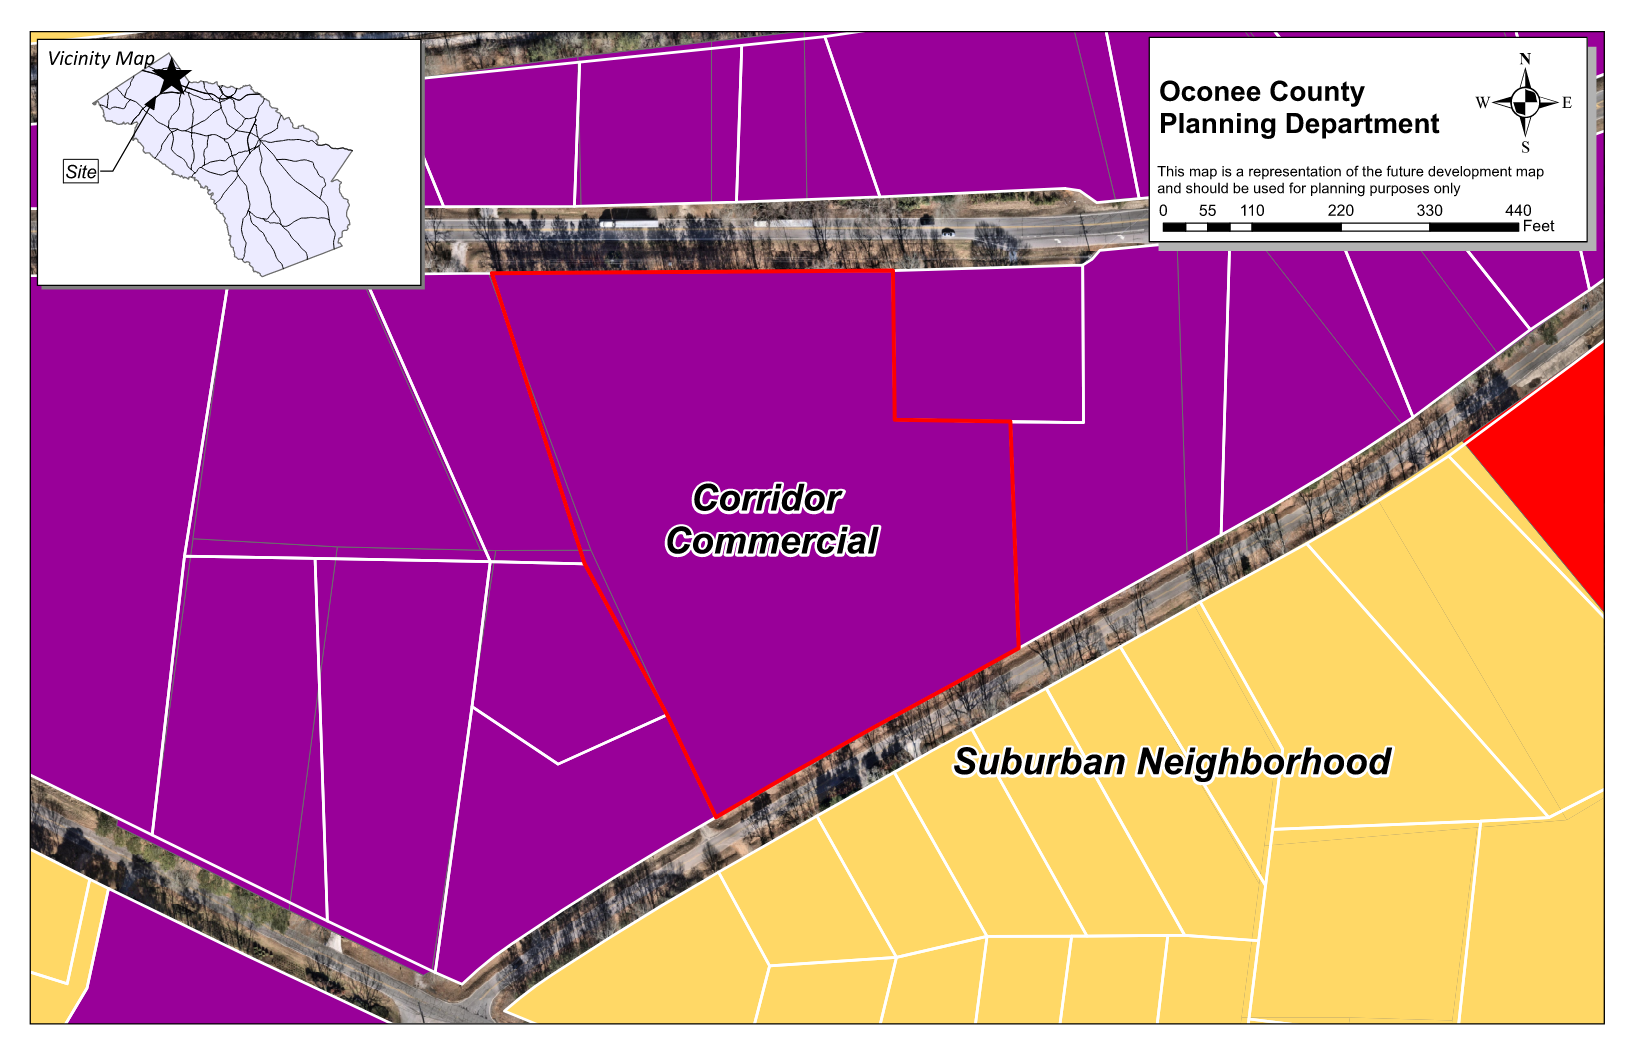 Vicinity Map
Site
Oconee County
Planning Department
N
W
E
S
This map is a representation of the future development map
and should be used for planning purposes only
0 55 110 220 330 440
Feet
Corridor
Commercial
Suburban Neighborhood